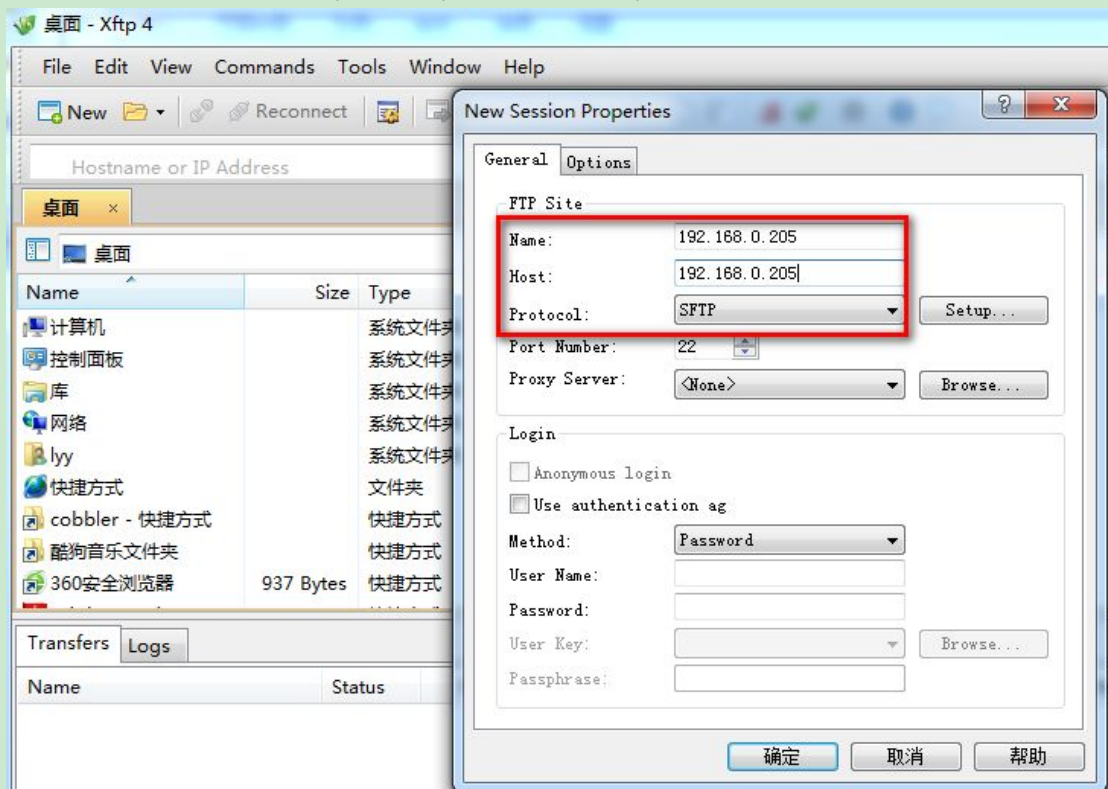 桌面 - Xftp 4
File Edit View Commands Tools Window Help
New Reconnect
Hostname or IP Address
桌面 ×
桌面
Name Size Type
计算机 系统文件夹
控制面板 系统文件夹
库 系统文件夹
网络 系统文件夹
lyy 系统文件夹
快捷方式 文件夹
cobbler - 快捷方式 快捷方式
酷狗音乐文件夹 快捷方式
360安全浏览器 937 Bytes 快捷方式
Transfers Logs
Name Status
New Session Properties
General Options
FTP Site
Name: 192.168.0.205
Host: 192.168.0.205
Protocol: SFTP Setup...
Port Number: 22
Proxy Server: <None> Browse...
Login
Anonymous login
Use authentication ag
Method: Password
User Name:
Password:
User Key: Browse...
Passphrase:
确定 取消 帮助